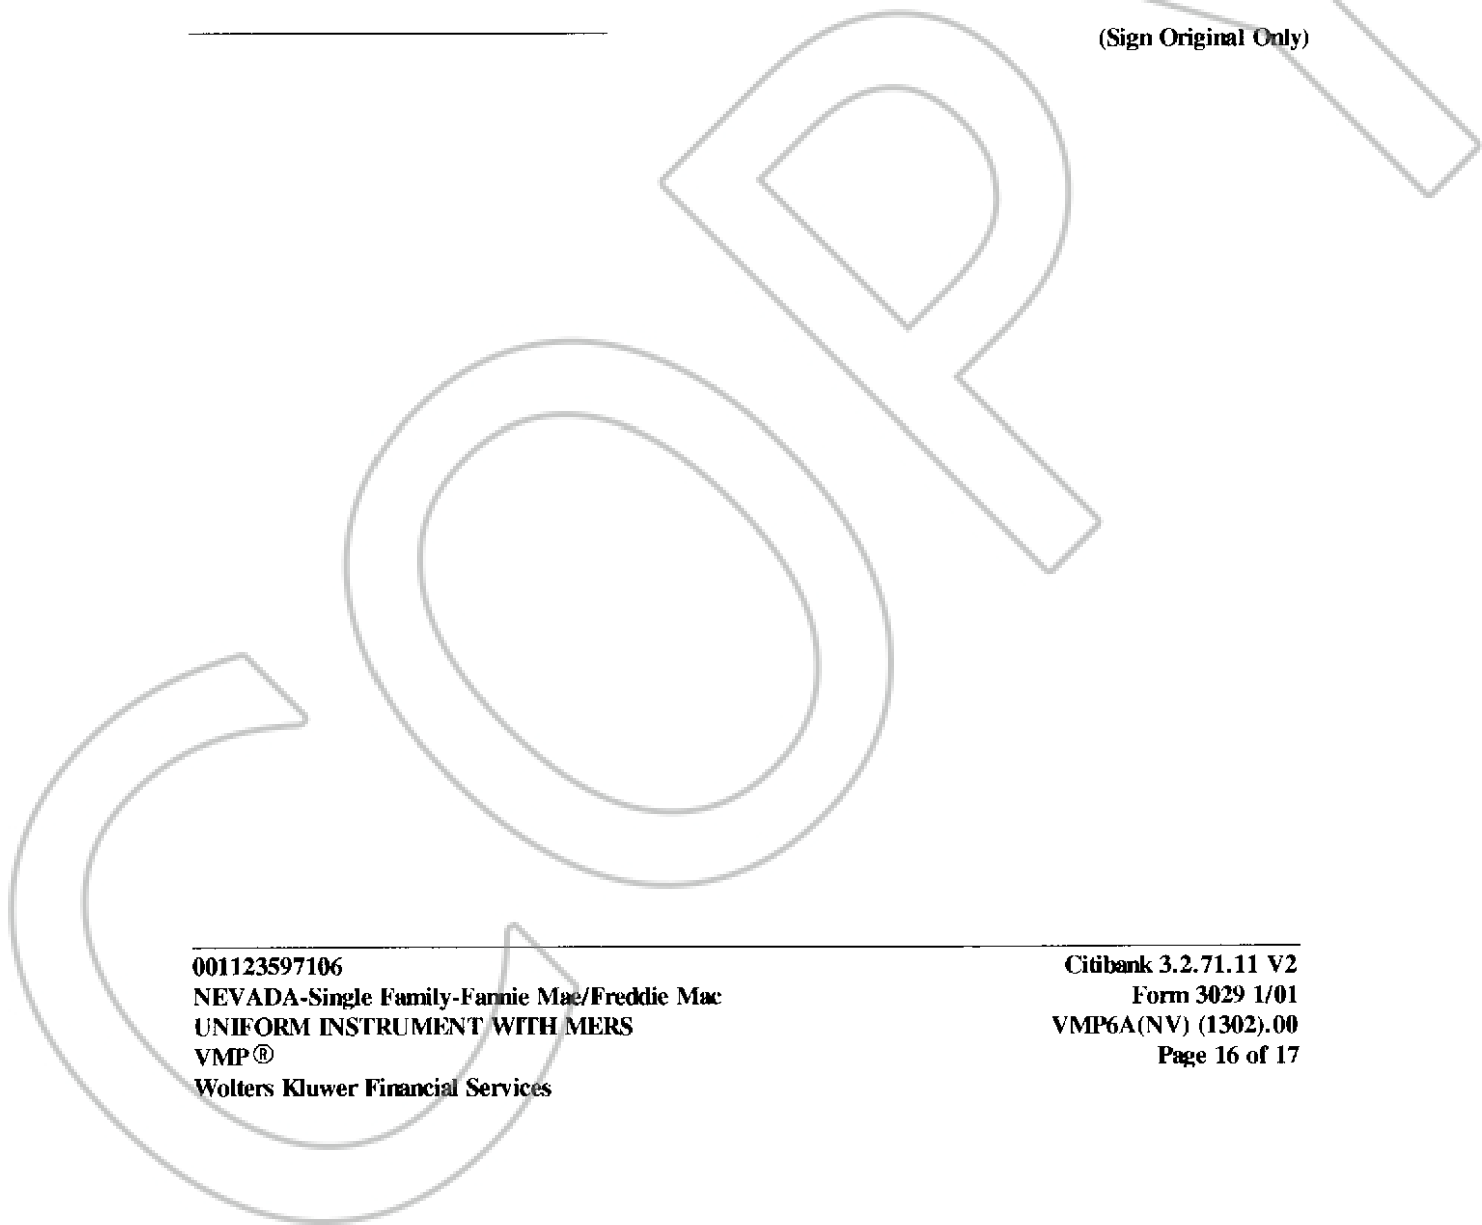 (Sign Original Only)
COPY
001123597106
NEVADA-Single Family-Fannie Mae/Freddie Mac
UNIFORM INSTRUMENT WITH MERS
VMP®
Wolters Kluwer Financial Services
Citibank 3.2.71.11 V2
Form 3029 1/01
VMP6A(NV) (1302).00
Page 16 of 17